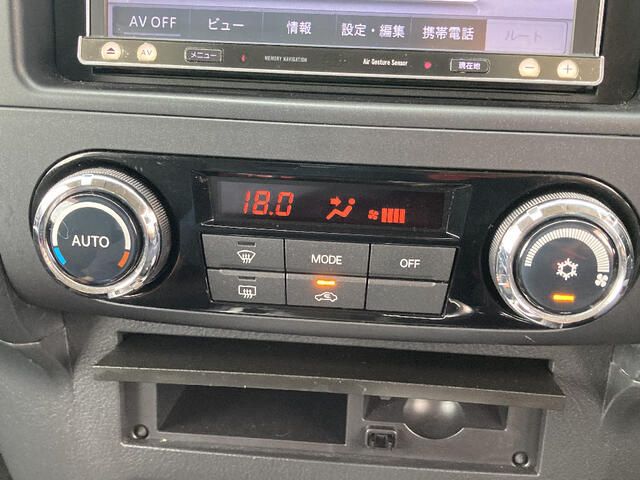 AV OFF ビュー 情報 設定・編集 携帯電話 ルート
AV メニュー MEMORY NAVIGATION Air Gesture Sensor 現在地 − +
18.0
AUTO
MODE OFF